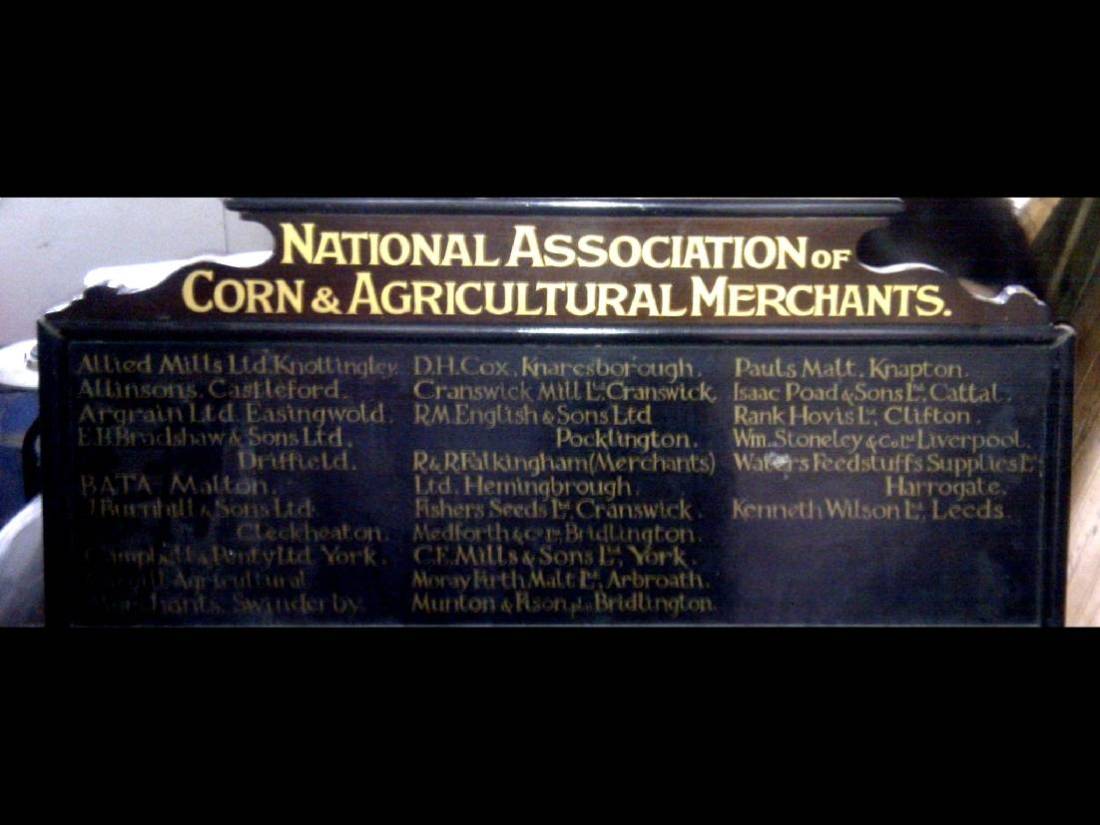 NATIONAL ASSOCIATION OF
CORN & AGRICULTURAL MERCHANTS.
Allied Mills Ltd. Knottingley.
Allinsons. Castleford.
Argrain Ltd. Easingwold.
E.H. Bradshaw & Sons Ltd.
Driffield.
BATA Malton.
& Sons Ltd.
Cleckheaton.
Campbell & Penty Ltd. York.
Agricultural
Merchants. Swinderby.
D.H. Cox, Knaresborough.
Cranswick Mill Ltd. Cranswick.
R.M. English & Sons Ltd
Pocklington.
R & R Falkingham (Merchants)
Ltd. Hemingbrough.
Fishers Seeds Ltd, Cranswick.
Medforth & Co Ltd, Bridlington.
C.F. Mills & Sons Ltd, York.
Moray Firth Malt Ltd, Arbroath.
Munton & Fison plc Bridlington.
Pauls Malt, Knapton.
Isaac Poad & Sons Ltd. Cattal.
Rank Hovis Ltd, Clifton.
Wm. Stoneley & Co Ltd Liverpool.
Waters Feedstuffs Supplies Ltd,
Harrogate.
Kenneth Wilson Ltd, Leeds.